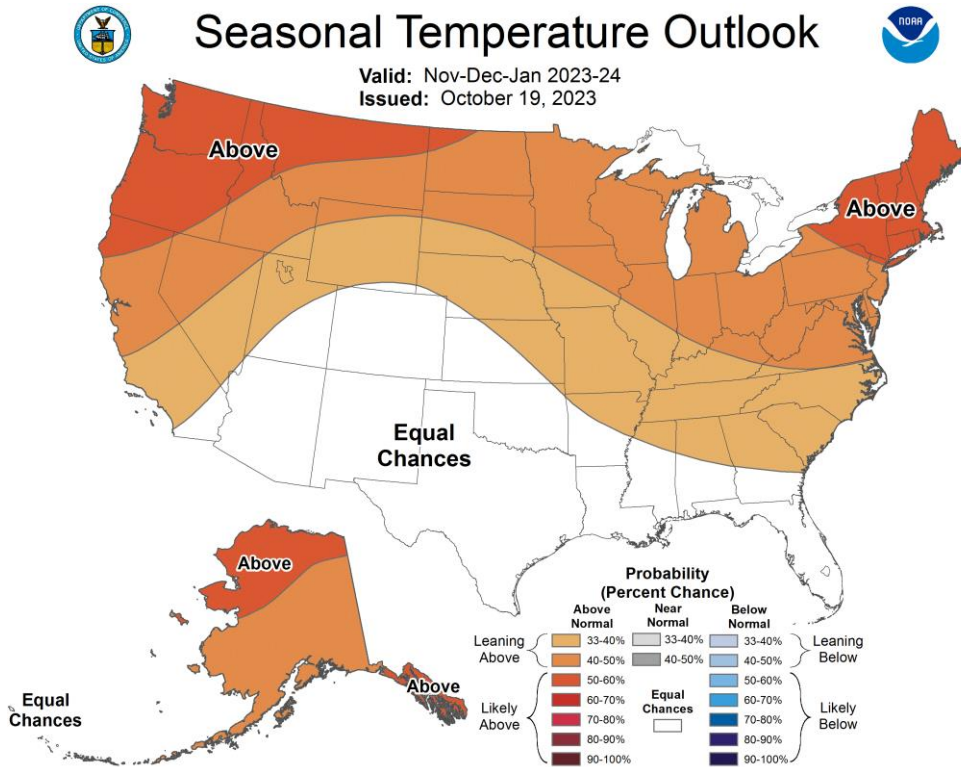 Seasonal Temperature Outlook
NOAA
Valid: Nov-Dec-Jan 2023-24
Issued: October 19, 2023
Above
Above
Equal
Chances
Above
Above
Equal
Chances
Probability
(Percent Chance)
Above
Normal
Near
Normal
Below
Normal
Leaning
Above
33-40%
33-40%
33-40%
Leaning
Below
40-50%
40-50%
40-50%
Likely
Above
50-60%
50-60%
Likely
Below
60-70%
60-70%
Equal
Chances
70-80%
70-80%
80-90%
80-90%
90-100%
90-100%